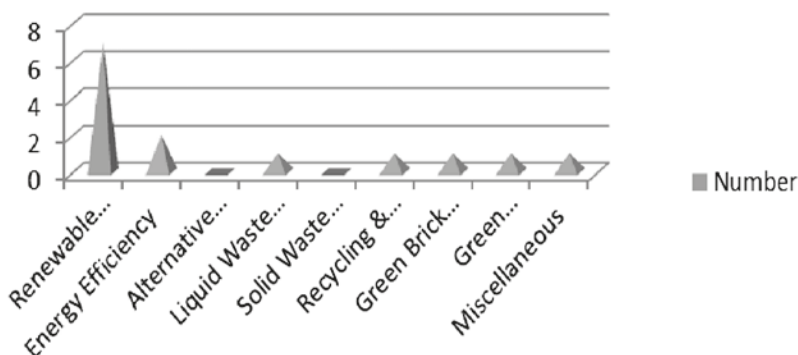 8
6
4
2
0
Renewable...
Energy Efficiency
Alternative...
Liquid Waste...
Solid Waste...
Recycling &...
Green Brick...
Green...
Miscellaneous
Number